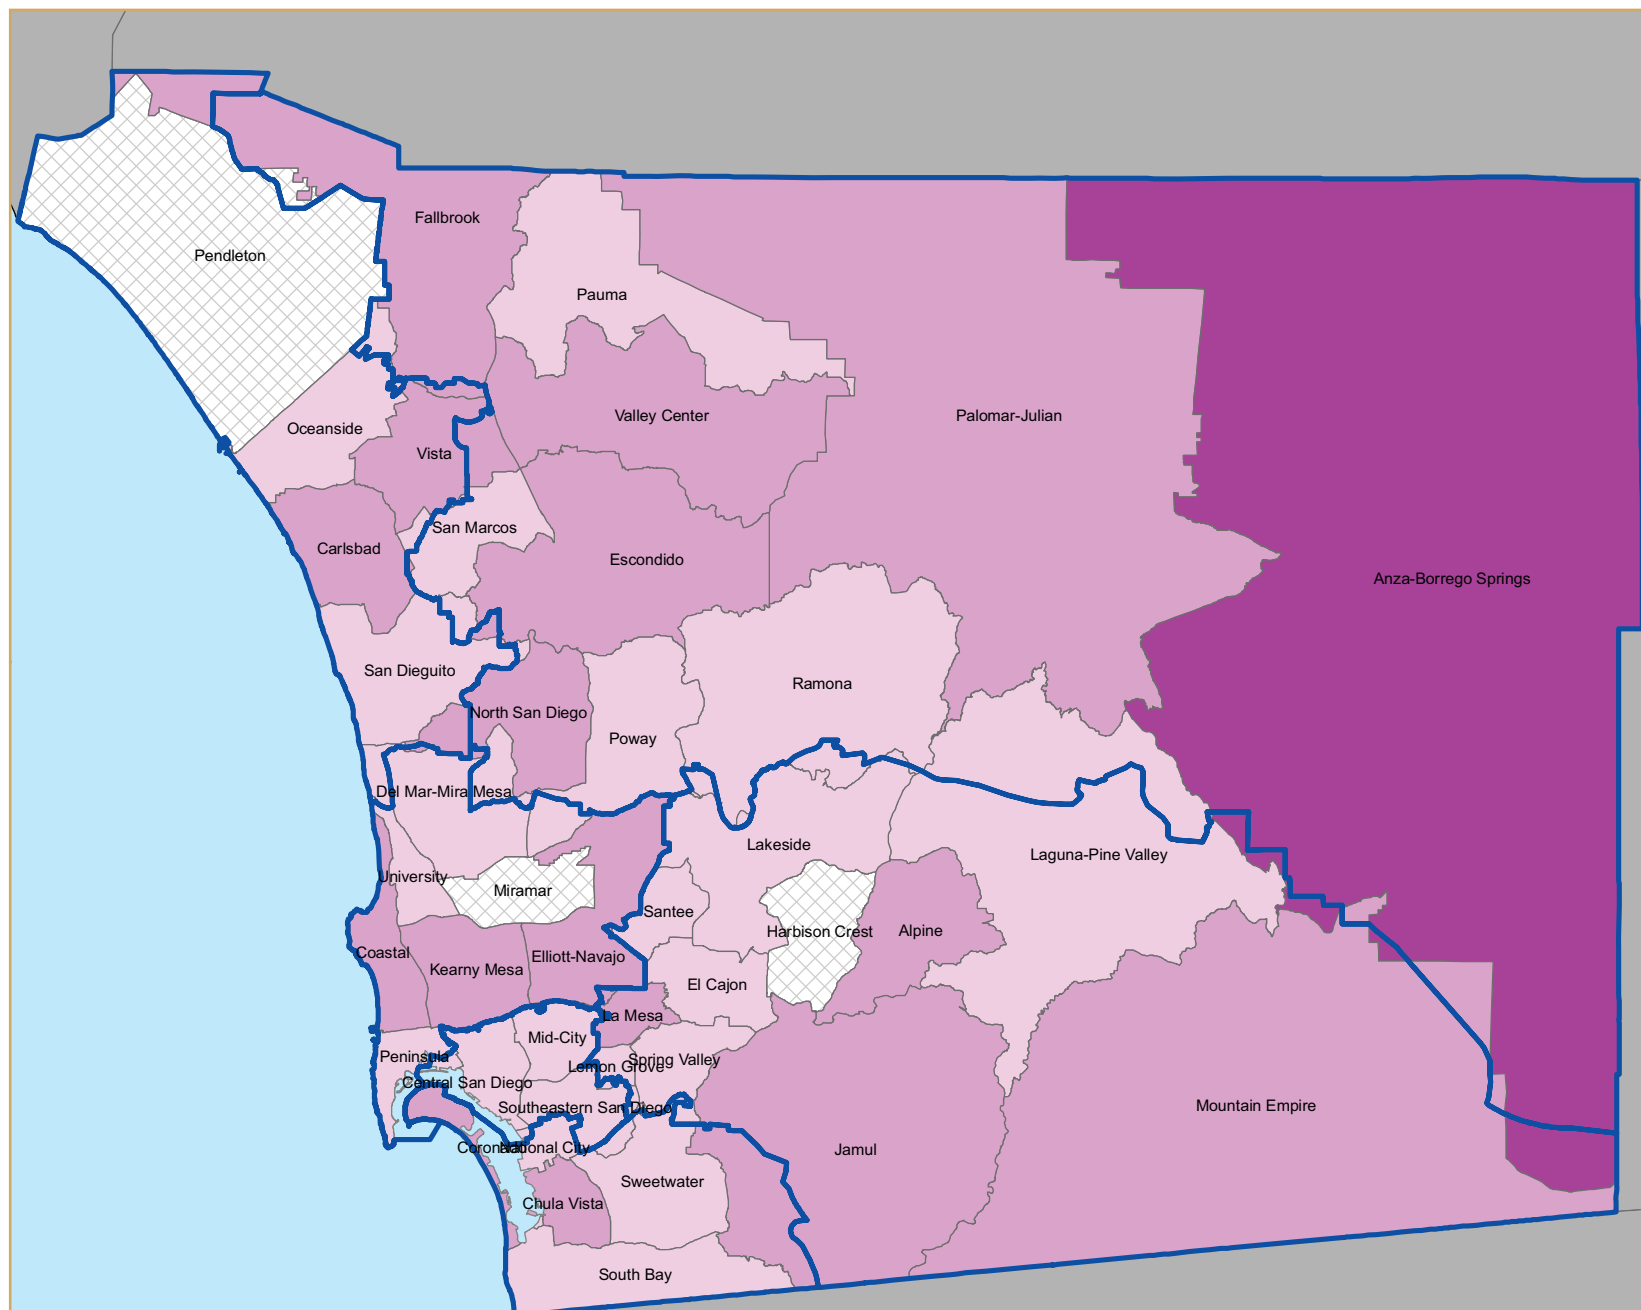 Fallbrook
Pendleton
Pauma
Valley Center
Palomar-Julian
Oceanside
Vista
San Marcos
Carlsbad
Escondido
Anza-Borrego Springs
San Dieguito
Ramona
North San Diego
Poway
Del Mar-Mira Mesa
Lakeside
Laguna-Pine Valley
University
Miramar
Santee
Harbison Crest
Alpine
Coastal
Elliott-Navajo
Kearny Mesa
El Cajon
La Mesa
Mid-City
Peninsula
Lemon Grove
Spring Valley
Central San Diego
Southeastern San Diego
Mountain Empire
Coronado
National City
Jamul
Sweetwater
Chula Vista
South Bay